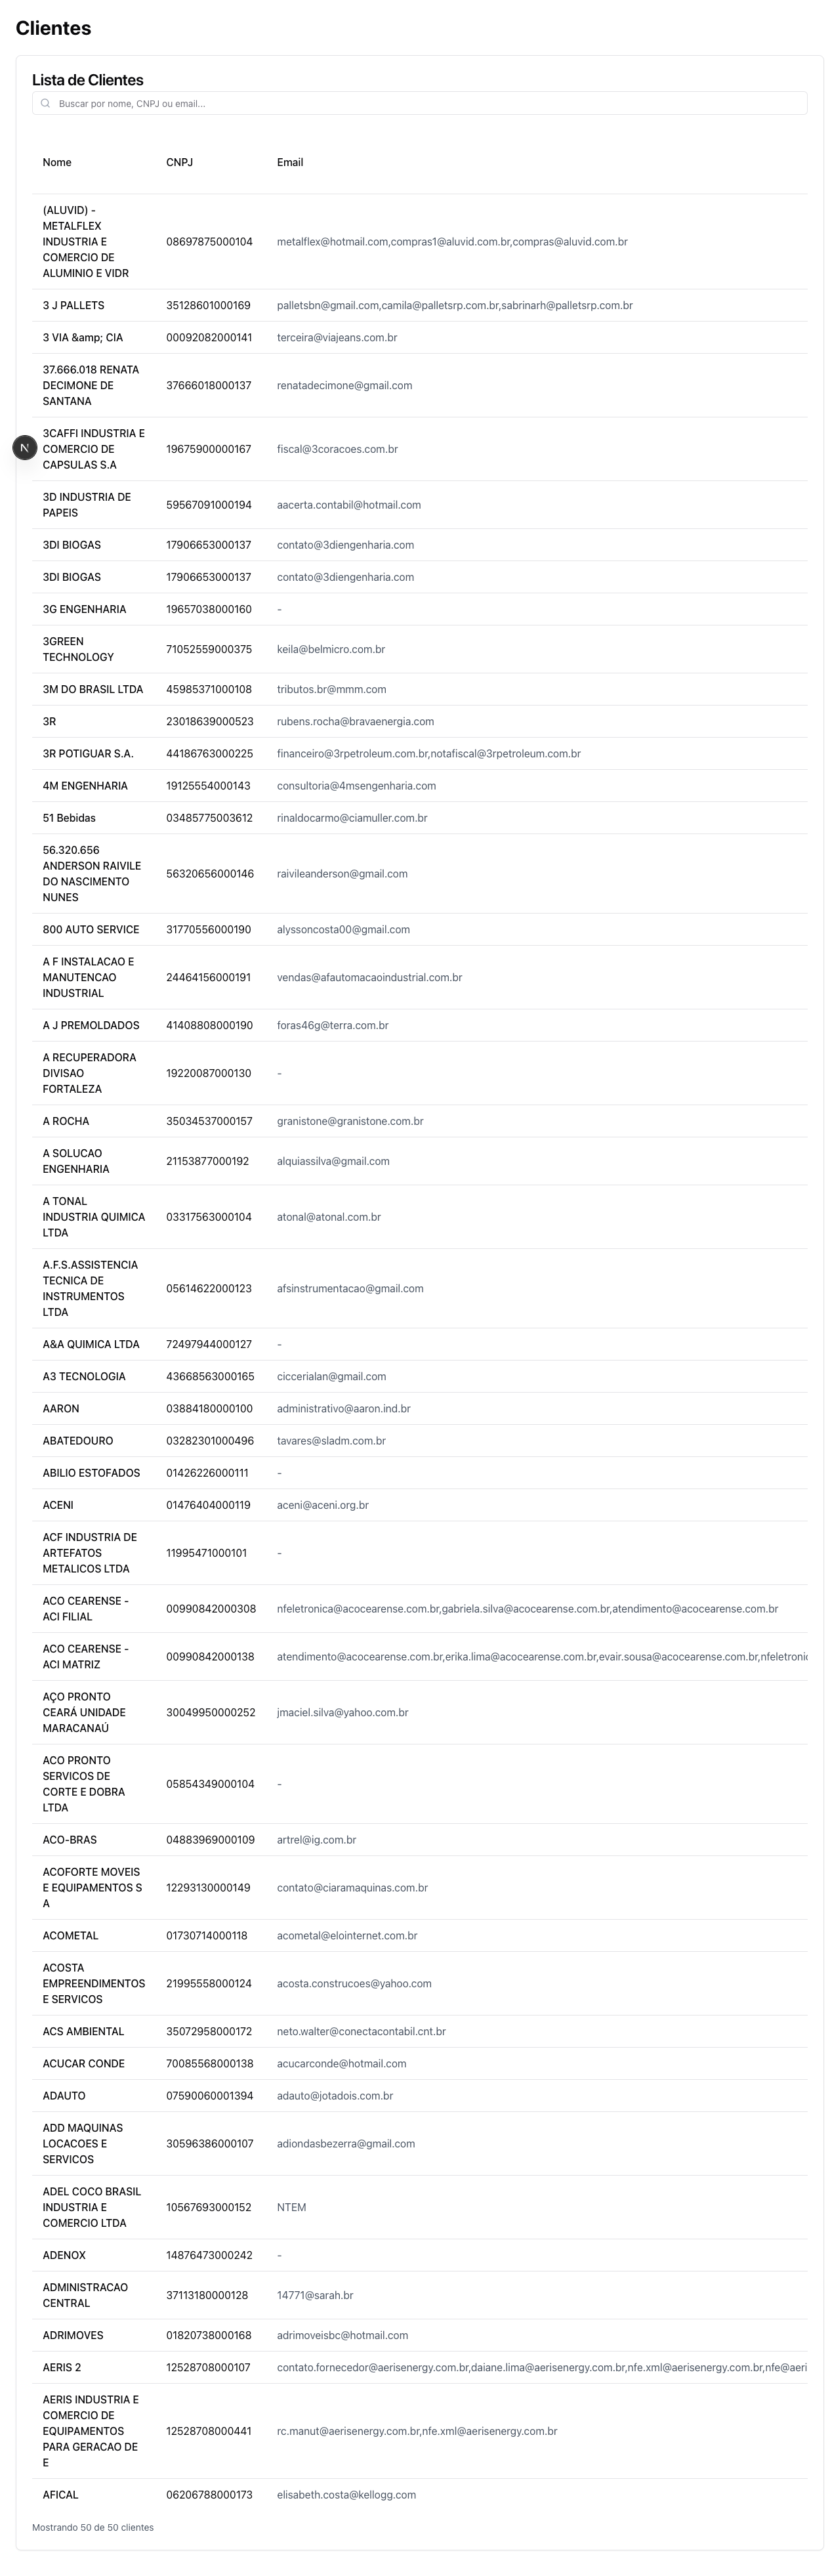 Clientes
Lista de Clientes
Buscar por nome, CNPJ ou email...
Nome CNPJ Email
(ALUVID) -
METALFLEX
INDUSTRIA E
COMERCIO DE
ALUMINIO E VIDR
08697875000104 metalflex@hotmail.com,compras1@aluvid.com.br,compras@aluvid.com.br
3 J PALLETS 35128601000169 palletsbn@gmail.com,camila@palletsrp.com.br,sabrinarh@palletsrp.com.br
3 VIA &amp; CIA 00092082000141 terceira@viajeans.com.br
37.666.018 RENATA
DECIMONE DE
SANTANA
37666018000137 renatadecimone@gmail.com
N
3CAFFI INDUSTRIA E
COMERCIO DE
CAPSULAS S.A
19675900000167 fiscal@3coracoes.com.br
3D INDUSTRIA DE
PAPEIS
59567091000194 aacerta.contabil@hotmail.com
3DI BIOGAS 17906653000137 contato@3diengenharia.com
3DI BIOGAS 17906653000137 contato@3diengenharia.com
3G ENGENHARIA 19657038000160 -
3GREEN
TECHNOLOGY
71052559000375 keila@belmicro.com.br
3M DO BRASIL LTDA 45985371000108 tributos.br@mmm.com
3R 23018639000523 rubens.rocha@bravaenergia.com
3R POTIGUAR S.A. 44186763000225 financeiro@3rpetroleum.com.br,notafiscal@3rpetroleum.com.br
4M ENGENHARIA 19125554000143 consultoria@4msengenharia.com
51 Bebidas 03485775003612 rinaldocarmo@ciamuller.com.br
56.320.656
ANDERSON RAIVILE
DO NASCIMENTO
NUNES
56320656000146 raivileanderson@gmail.com
800 AUTO SERVICE 31770556000190 alyssoncosta00@gmail.com
A F INSTALACAO E
MANUTENCAO
INDUSTRIAL
24464156000191 vendas@afautomacaoindustrial.com.br
A J PREMOLDADOS 41408808000190 foras46g@terra.com.br
A RECUPERADORA
DIVISAO
FORTALEZA
19220087000130 -
A ROCHA 35034537000157 granistone@granistone.com.br
A SOLUCAO
ENGENHARIA
21153877000192 alquiassilva@gmail.com
A TONAL
INDUSTRIA QUIMICA
LTDA
03317563000104 atonal@atonal.com.br
A.F.S.ASSISTENCIA
TECNICA DE
INSTRUMENTOS
LTDA
05614622000123 afsinstrumentacao@gmail.com
A&A QUIMICA LTDA 72497944000127 -
A3 TECNOLOGIA 43668563000165 ciccerialan@gmail.com
AARON 03884180000100 administrativo@aaron.ind.br
ABATEDOURO 03282301000496 tavares@sladm.com.br
ABILIO ESTOFADOS 01426226000111 -
ACENI 01476404000119 aceni@aceni.org.br
ACF INDUSTRIA DE
ARTEFATOS
METALICOS LTDA
11995471000101 -
ACO CEARENSE -
ACI FILIAL
00990842000308 nfeletronica@acocearense.com.br,gabriela.silva@acocearense.com.br,atendimento@acocearense.com.br
ACO CEARENSE -
ACI MATRIZ
00990842000138 atendimento@acocearense.com.br,erika.lima@acocearense.com.br,evair.sousa@acocearense.com.br,nfeletronic
AÇO PRONTO
CEARÁ UNIDADE
MARACANAÚ
30049950000252 jmaciel.silva@yahoo.com.br
ACO PRONTO
SERVICOS DE
CORTE E DOBRA
LTDA
05854349000104 -
ACO-BRAS 04883969000109 artrel@ig.com.br
ACOFORTE MOVEIS
E EQUIPAMENTOS S
A
12293130000149 contato@ciaramaquinas.com.br
ACOMETAL 01730714000118 acometal@elointernet.com.br
ACOSTA
EMPREENDIMENTOS
E SERVICOS
21995558000124 acosta.construcoes@yahoo.com
ACS AMBIENTAL 35072958000172 neto.walter@conectacontabil.cnt.br
ACUCAR CONDE 70085568000138 acucarconde@hotmail.com
ADAUTO 07590060001394 adauto@jotadois.com.br
ADD MAQUINAS
LOCACOES E
SERVICOS
30596386000107 adiondasbezerra@gmail.com
ADEL COCO BRASIL
INDUSTRIA E
COMERCIO LTDA
10567693000152 NTEM
ADENOX 14876473000242 -
ADMINISTRACAO
CENTRAL
37113180000128 14771@sarah.br
ADRIMOVES 01820738000168 adrimoveisbc@hotmail.com
AERIS 2 12528708000107 contato.fornecedor@aerisenergy.com.br,daiane.lima@aerisenergy.com.br,nfe.xml@aerisenergy.com.br,nfe@aeri
AERIS INDUSTRIA E
COMERCIO DE
EQUIPAMENTOS
PARA GERACAO DE
E
12528708000441 rc.manut@aerisenergy.com.br,nfe.xml@aerisenergy.com.br
AFICAL 06206788000173 elisabeth.costa@kellogg.com
Mostrando 50 de 50 clientes